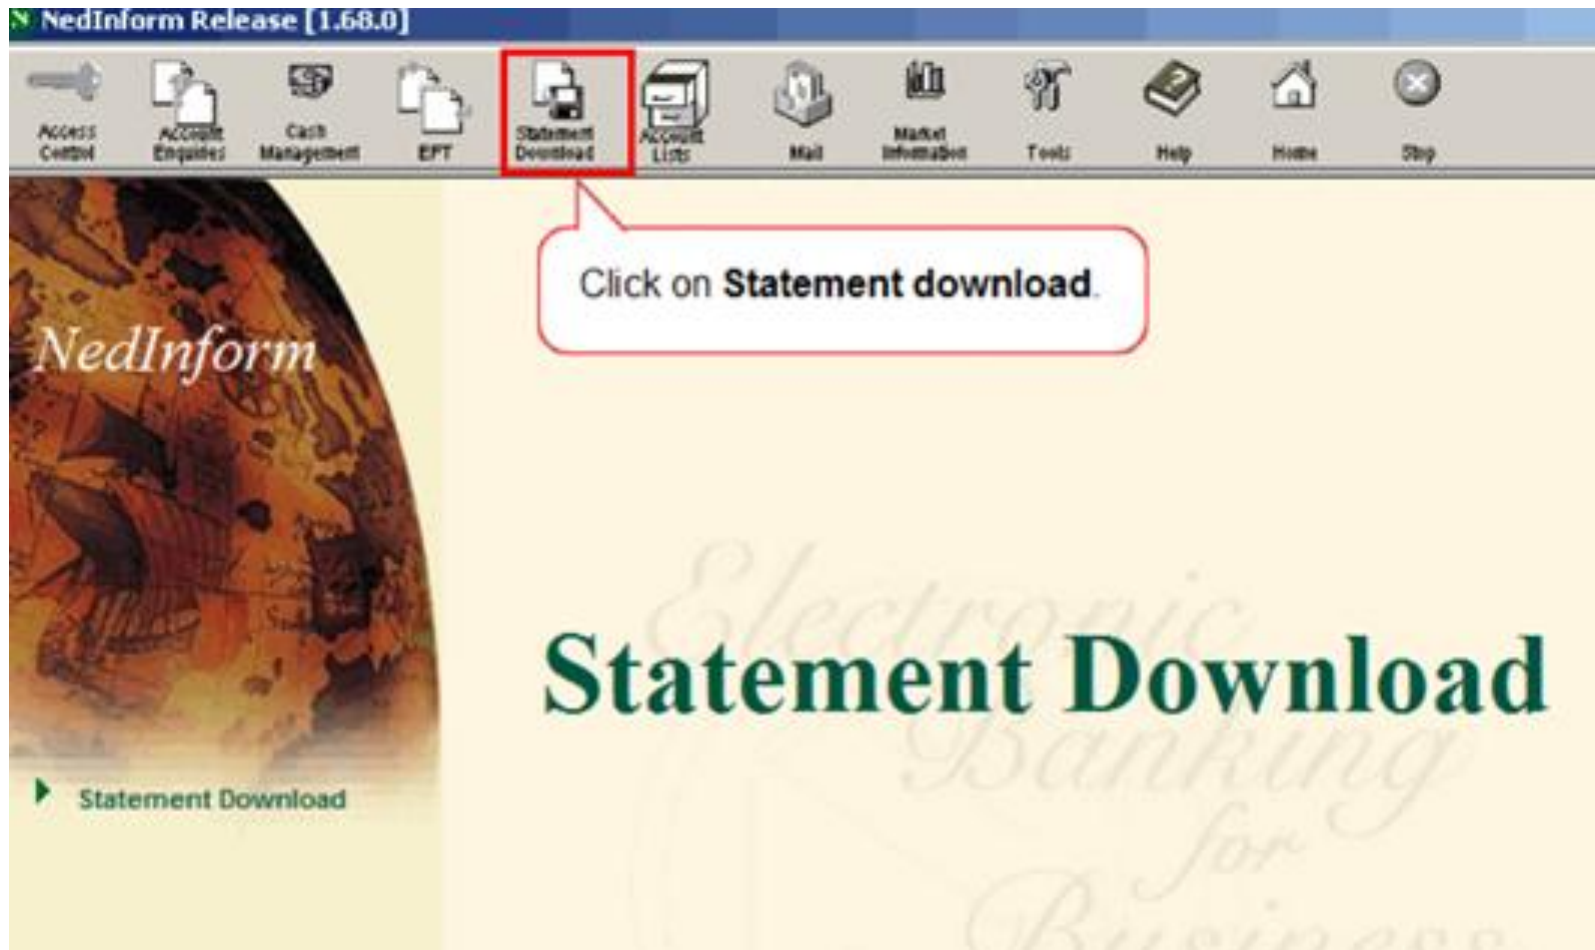 NedInform Release [1.68.0]
Access
Control
Account
Enquiries
Cash
Management
EFT
Statement
Download
Account
Lists
Mail
Market
Information
Tools
Help
Home
Stop
Click on Statement download.
NedInform
Electronic
Statement Download
Banking
for
Business
Statement Download